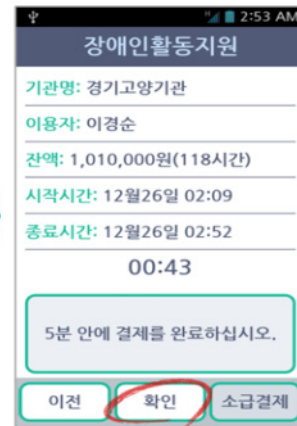 2:53 AM
장애인활동지원
기관명: 경기고양기관
이용자: 이경순
잔액: 1,010,000원(118시간)
시작시간: 12월26일 02:09
종료시간: 12월26일 02:52
00:43
5분 안에 결제를 완료하십시오.
이전 확인 소급결제